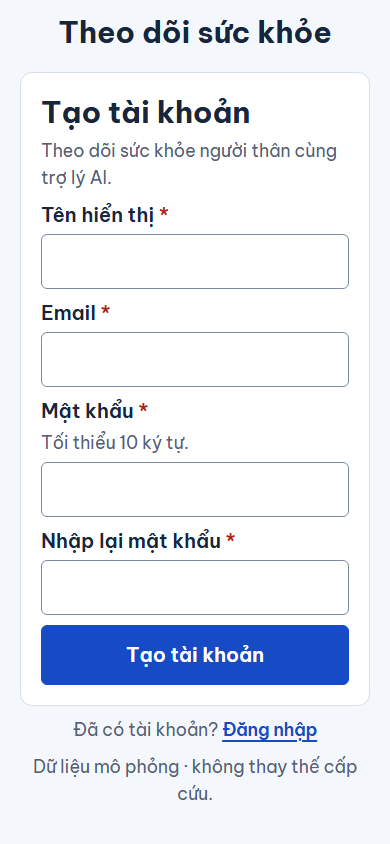 Theo dõi sức khỏe
Tạo tài khoản
Theo dõi sức khỏe người thân cùng
trợ lý AI.
Tên hiển thị *
Email *
Mật khẩu *
Tối thiểu 10 ký tự.
Nhập lại mật khẩu *
Tạo tài khoản
Đã có tài khoản? Đăng nhập
Dữ liệu mô phỏng · không thay thế cấp
cứu.